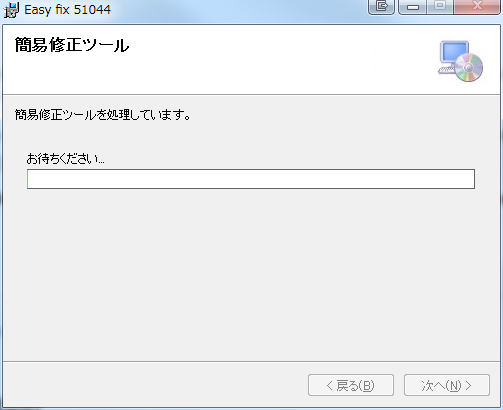 Easy fix 51044
簡易修正ツール
簡易修正ツールを処理しています。
お待ちください...
< 戻る(B)
次へ(N) >